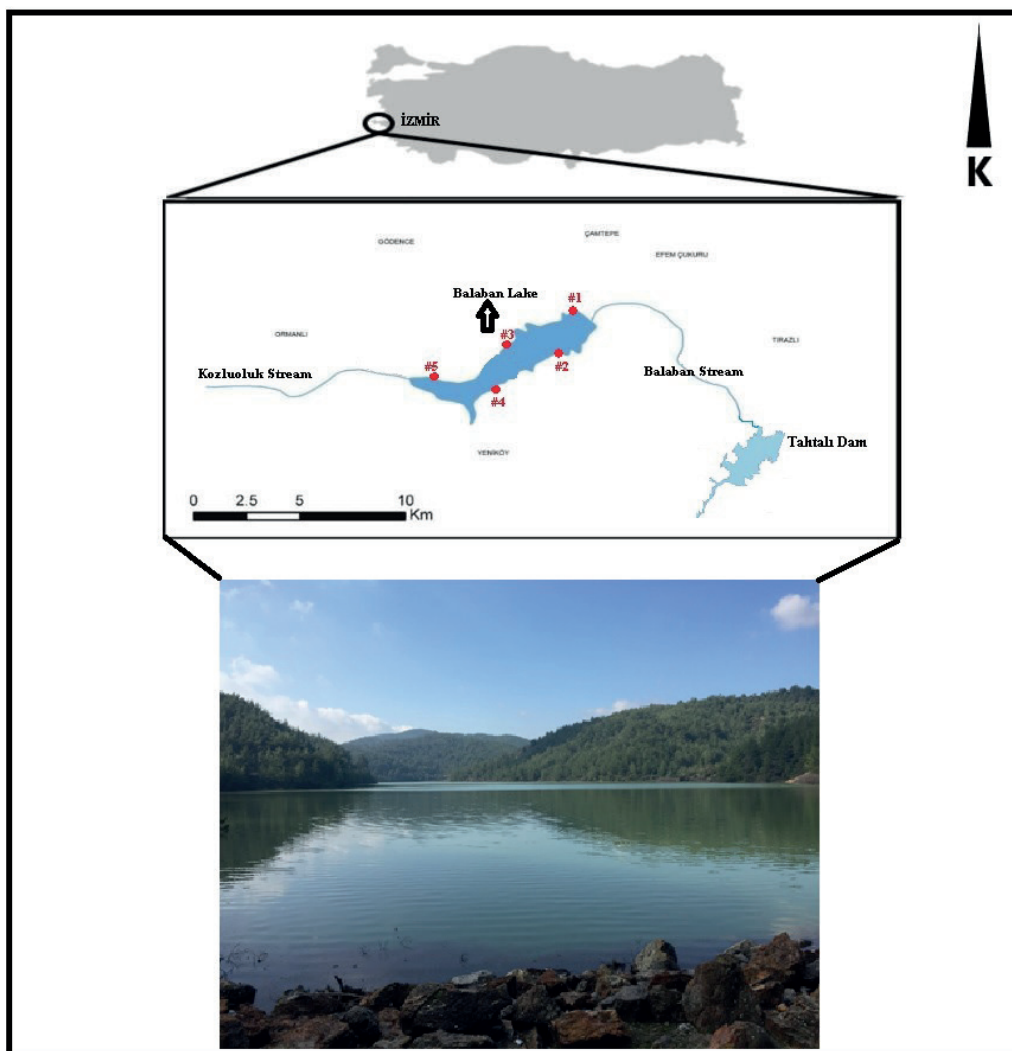 İZMİR
K
ÇAMTEPE
GÖDENCE
EFEM ÇUKURU
Balaban Lake
#1
ORMANLI
#3
TIRAZLI
#2
Kozluoluk Stream
#5
Balaban Stream
#4
Tahtalı Dam
YENİKÖY
0 2.5 5 10
Km